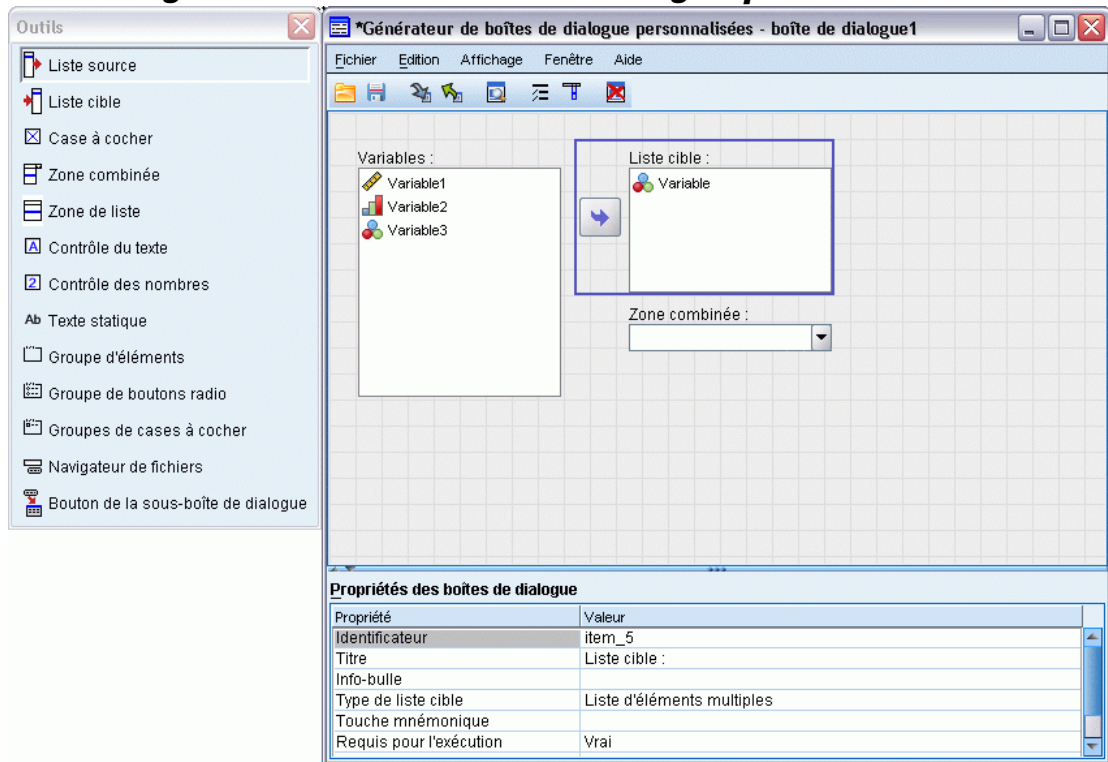 Outils
Liste source
Liste cible
Case à cocher
Zone combinée
Zone de liste
Contrôle du texte
Contrôle des nombres
Texte statique
Groupe d'éléments
Groupe de boutons radio
Groupes de cases à cocher
Navigateur de fichiers
Bouton de la sous-boîte de dialogue
*Générateur de boîtes de dialogue personnalisées - boîte de dialogue1
Fichier Edition Affichage Fenêtre Aide
Variables :
Variable1
Variable2
Variable3
Liste cible :
Variable
Zone combinée :
Propriétés des boîtes de dialogue
Propriété Valeur
Identificateur item_5
Titre Liste cible :
Info-bulle
Type de liste cible Liste d'éléments multiples
Touche mnémonique
Requis pour l'exécution Vrai